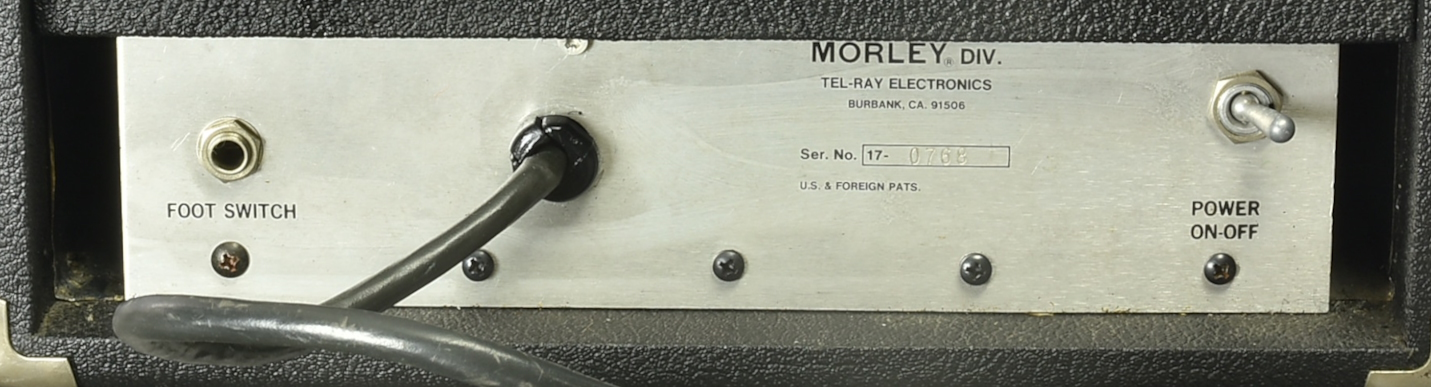 MORLEY® DIV.
TEL-RAY ELECTRONICS
BURBANK, CA. 91506
Ser. No. 17- 0768
U.S. & FOREIGN PATS.
FOOT SWITCH
POWER
ON-OFF